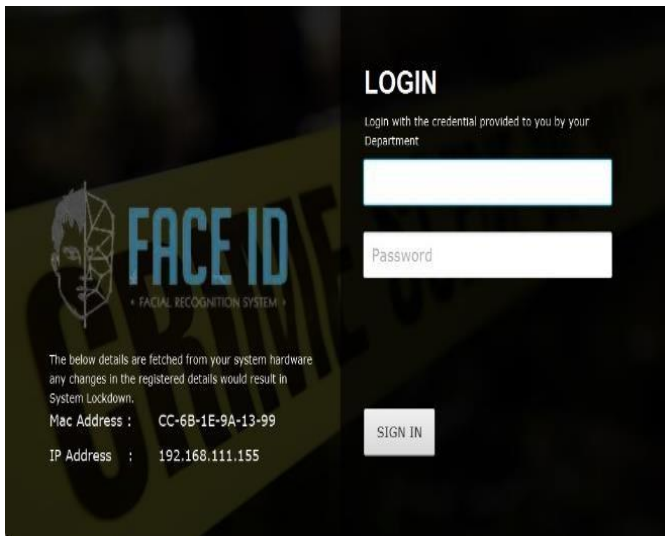 LOGIN
Login with the credential provided to you by your
Department
Password
SIGN IN
FACE ID
• FACIAL RECOGNITION SYSTEM •
The below details are fetched from your system hardware
any changes in the registered details would result in
System Lockdown.
Mac Address : CC-6B-1E-9A-13-99
IP Address : 192.168.111.155
CRIME